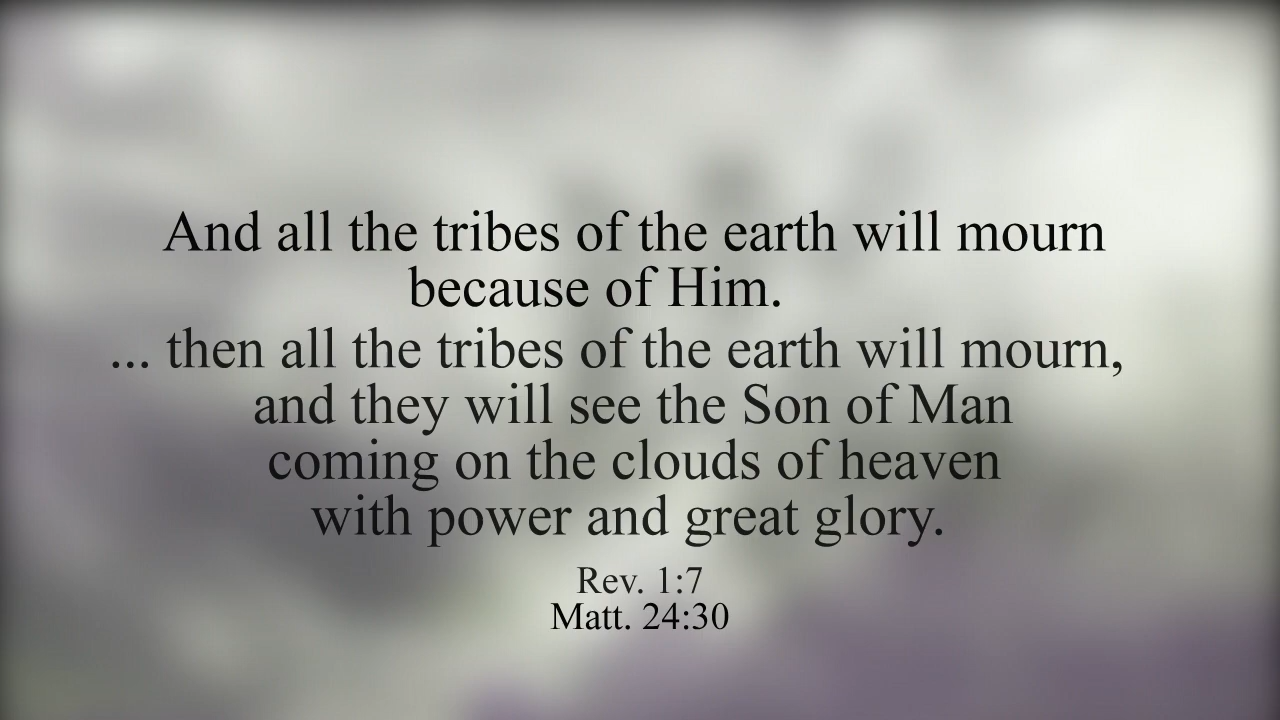 And all the tribes of the earth will mourn
because of Him.
... then all the tribes of the earth will mourn,
and they will see the Son of Man
coming on the clouds of heaven
with power and great glory.
Rev. 1:7
Matt. 24:30